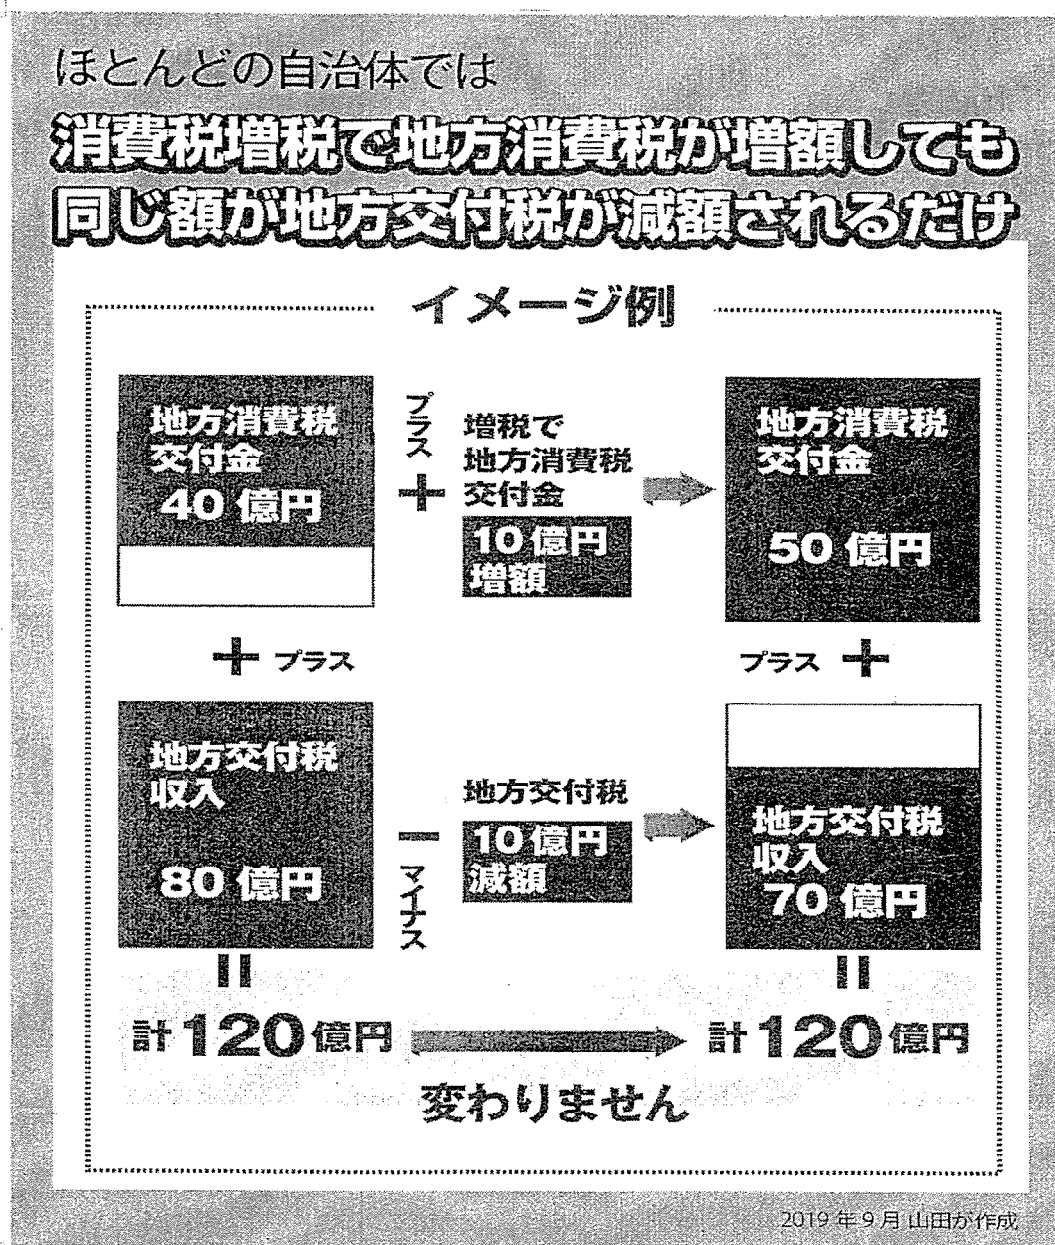 ほとんどの自治体では
消費税増税で地方消費税が増額しても
同じ額が地方交付税が減額されるだけ
イメージ例
地方消費税
交付金
40 億円
プラス
+
増税で
地方消費税
交付金
10 億円
増額
地方消費税
交付金
50 億円
+ プラス
プラス +
地方交付税
収入
80 億円
−
マイナス
地方交付税
10 億円
減額
地方交付税
収入
70 億円
=
=
計 120 億円
計 120 億円
変わりません
2019 年 9 月 山田が作成